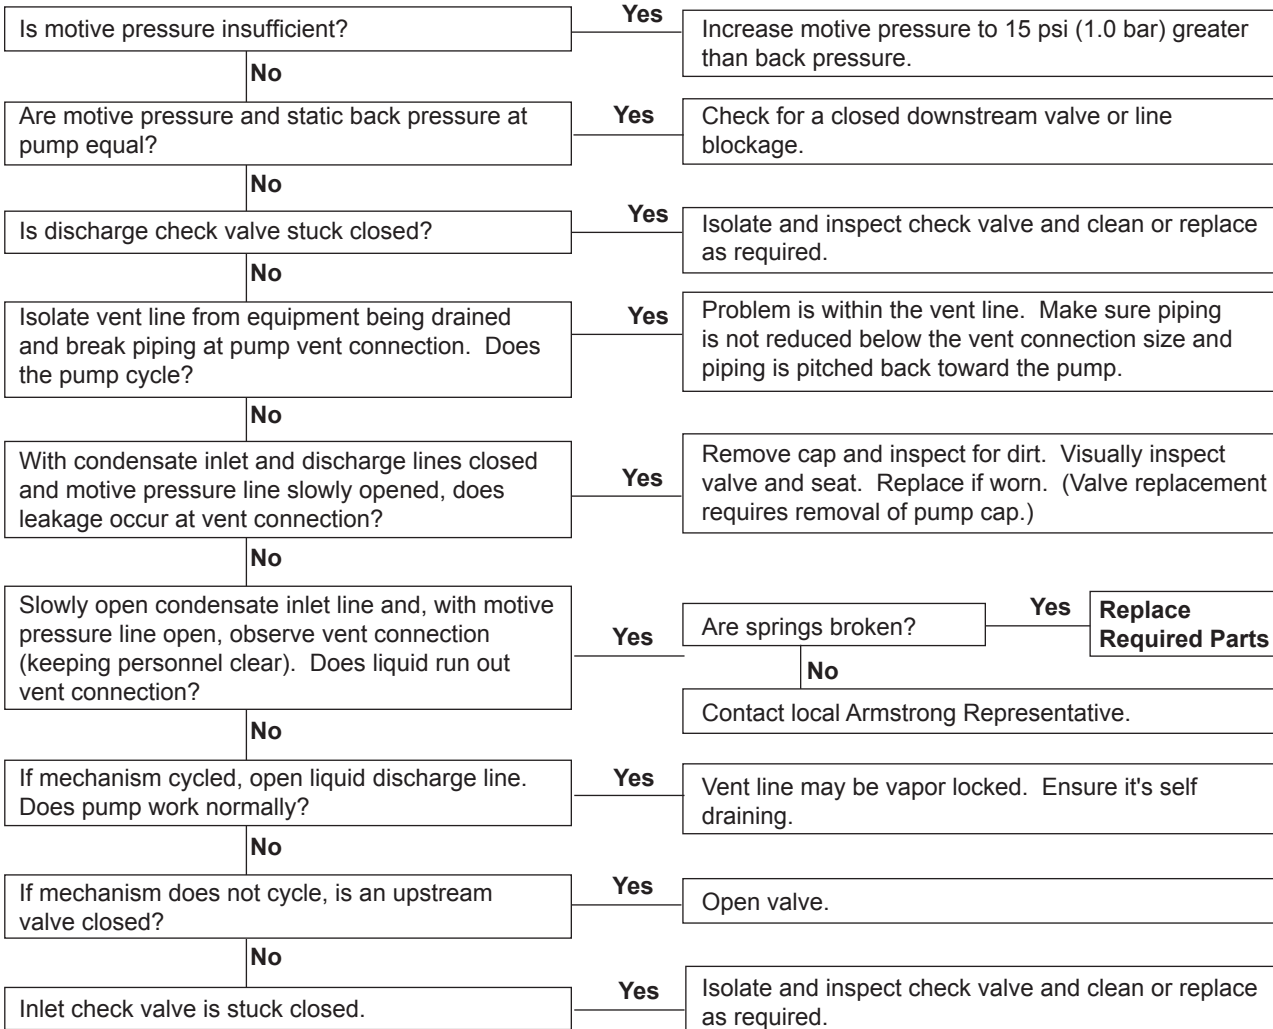 Is motive pressure insufficient?
Yes
Increase motive pressure to 15 psi (1.0 bar) greater
than back pressure.
No
Are motive pressure and static back pressure at
pump equal?
Yes
Check for a closed downstream valve or line
blockage.
No
Is discharge check valve stuck closed?
Yes
Isolate and inspect check valve and clean or replace
as required.
No
Isolate vent line from equipment being drained
and break piping at pump vent connection.  Does
the pump cycle?
Yes
Problem is within the vent line.  Make sure piping
is not reduced below the vent connection size and
piping is pitched back toward the pump.
No
With condensate inlet and discharge lines closed
and motive pressure line slowly opened, does
leakage occur at vent connection?
Yes
Remove cap and inspect for dirt.  Visually inspect
valve and seat.  Replace if worn.  (Valve replacement
requires removal of pump cap.)
No
Slowly open condensate inlet line and, with motive
pressure line open, observe vent connection
(keeping personnel clear).  Does liquid run out
vent connection?
Yes
Are springs broken?
Yes
Replace
Required Parts
No
Contact local Armstrong Representative.
No
If mechanism cycled, open liquid discharge line.
Does pump work normally?
Yes
Vent line may be vapor locked.  Ensure it's self
draining.
No
If mechanism does not cycle, is an upstream
valve closed?
Yes
Open valve.
No
Inlet check valve is stuck closed.
Yes
Isolate and inspect check valve and clean or replace
as required.